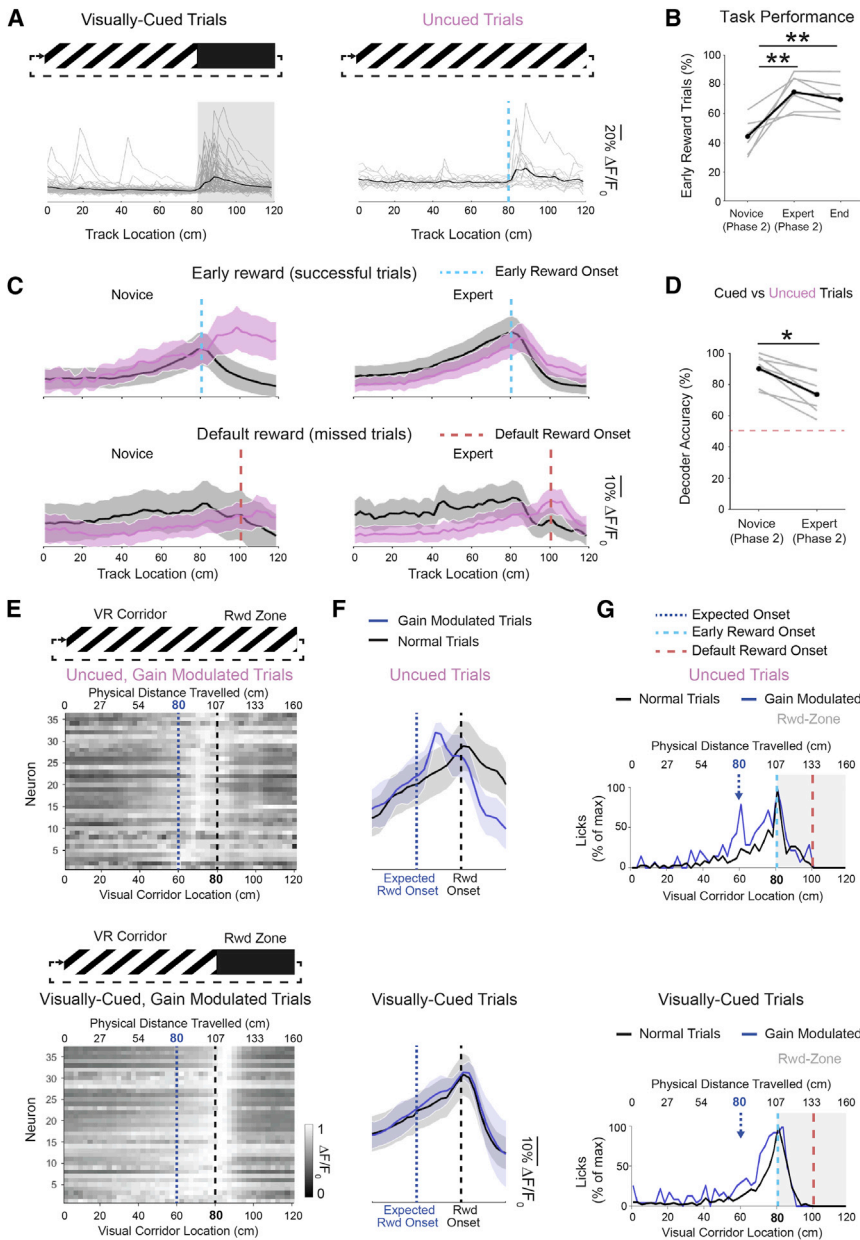 A
Visually-Cued Trials
Uncued Trials
20% ΔF/F0
0 20 40 60 80 100 120
0 20 40 60 80 100 120
Track Location (cm)
Track Location (cm)
B
Task Performance
**
**
Early Reward Trials (%)
100
80
60
40
20
0
Novice (Phase 2)
Expert (Phase 2)
End
C
Early reward (successful trials)
Early Reward Onset
Novice
Expert
Default reward (missed trials)
Default Reward Onset
Novice
Expert
10% ΔF/F0
0 20 40 60 80 100 120
0 20 40 60 80 100 120
Track Location (cm)
Track Location (cm)
D
Cued vs Uncued Trials
*
Decoder Accuracy (%)
100
80
60
40
20
0
Novice (Phase 2)
Expert (Phase 2)
E
VR Corridor
Rwd Zone
Uncued, Gain Modulated Trials
Physical Distance Travelled (cm)
0 27 54 80 107 133 160
Neuron
35
30
25
20
15
10
5
0 20 40 60 80 100 120
Visual Corridor Location (cm)
VR Corridor
Rwd Zone
Visually-Cued, Gain Modulated Trials
Physical Distance Travelled (cm)
0 27 54 80 107 133 160
Neuron
35
30
25
20
15
10
5
1
ΔF/F0
0
0 20 40 60 80 100 120
Visual Corridor Location (cm)
F
Gain Modulated Trials
Normal Trials
Uncued Trials
Expected
Rwd Onset
Rwd
Onset
Visually-Cued Trials
10% ΔF/F0
Expected
Rwd Onset
Rwd
Onset
G
Expected Onset
Early Reward Onset
Default Reward Onset
Uncued Trials
Normal Trials
Gain Modulated
Rwd-Zone
Physical Distance Travelled (cm)
0 27 54 80 107 133 160
Licks
(% of max)
100
50
0
0 20 40 60 80 100 120
Visual Corridor Location (cm)
Visually-Cued Trials
Normal Trials
Gain Modulated
Rwd-Zone
Physical Distance Travelled (cm)
0 27 54 80 107 133 160
Licks
(% of max)
100
50
0
0 20 40 60 80 100 120
Visual Corridor Location (cm)